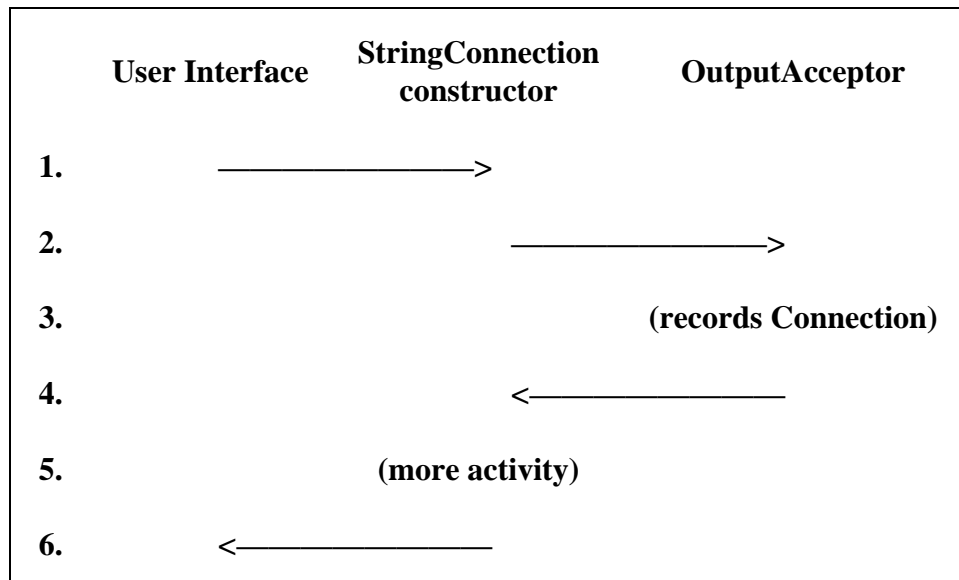 User Interface StringConnection constructor OutputAcceptor
1. ————————>
2. ————————>
3. (records Connection)
4. <————————
5. (more activity)
6. <————————